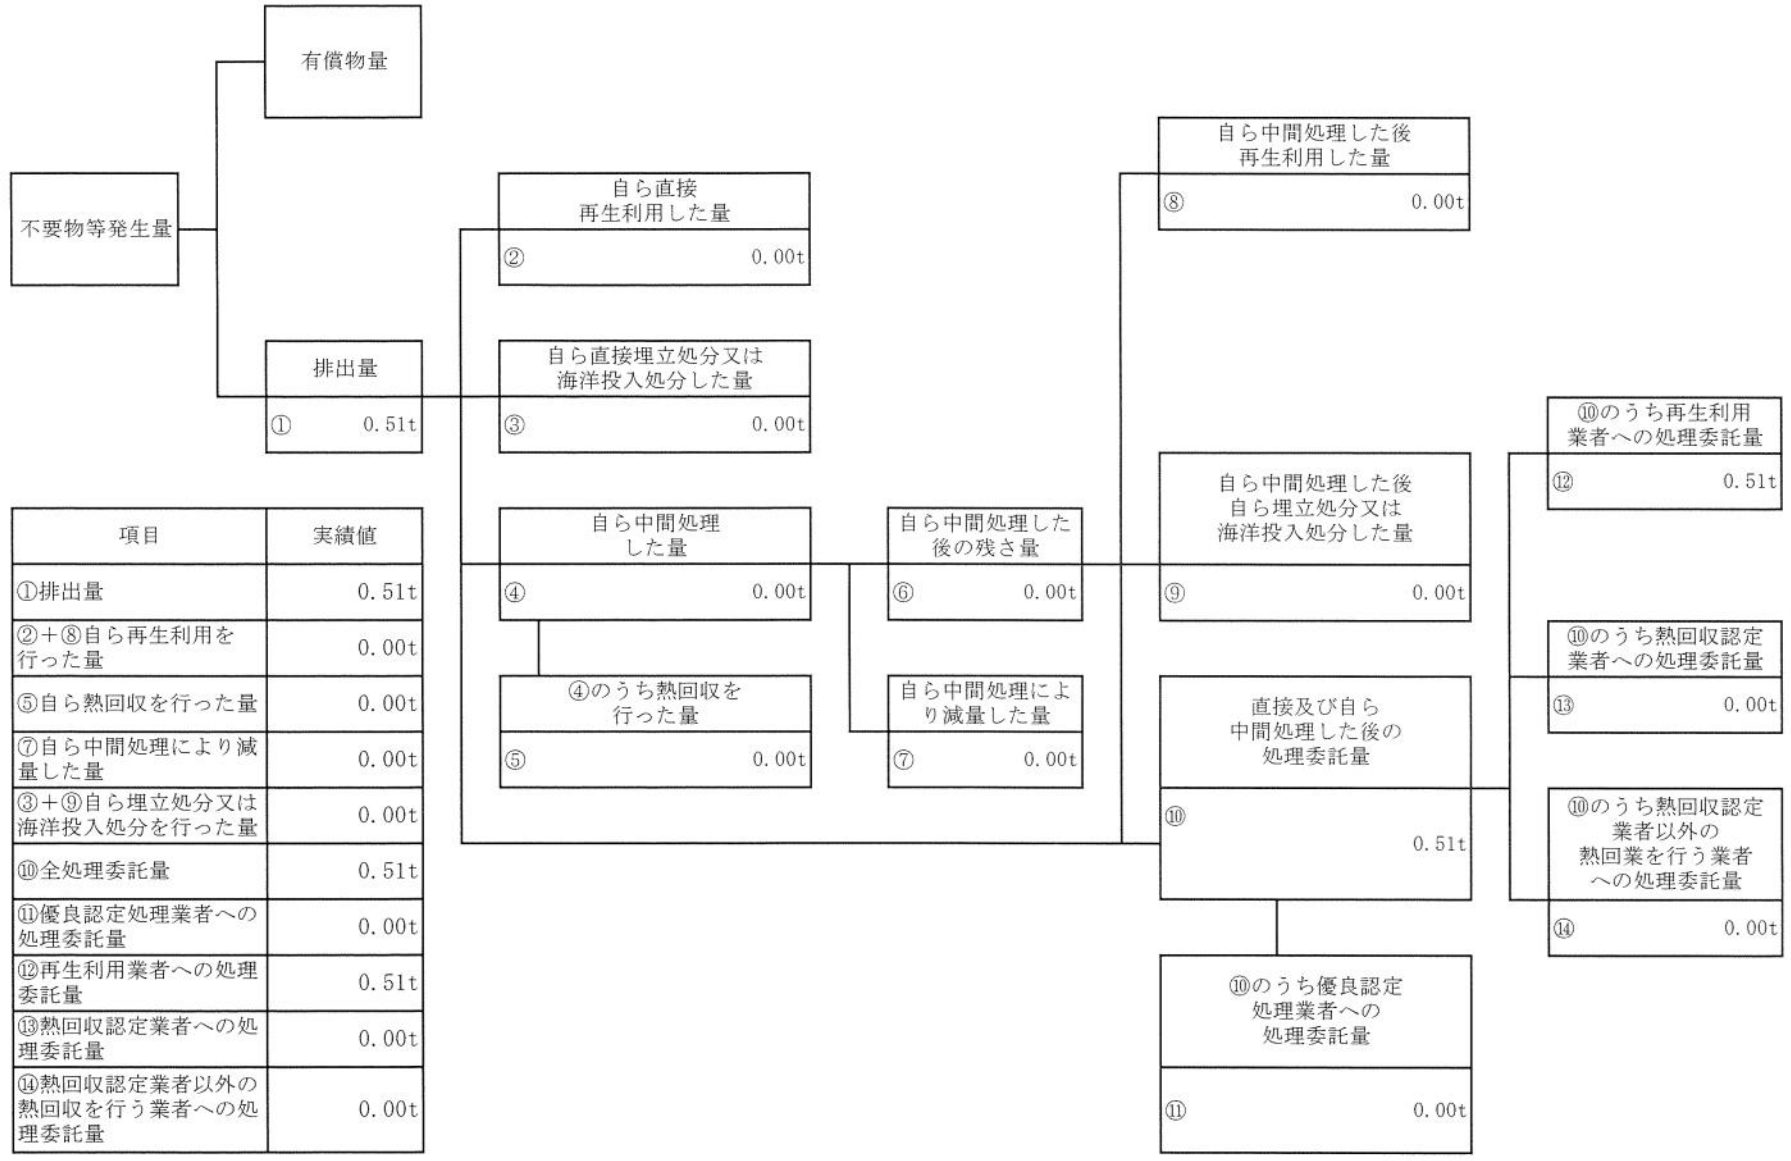 有償物量
不要物等発生量
排出量
① 0.51t
自ら直接
再生利用した量
② 0.00t
自ら直接埋立処分又は
海洋投入処分した量
③ 0.00t
自ら中間処理
した量
④ 0.00t
④のうち熱回収を
行った量
⑤ 0.00t
自ら中間処理した
後の残さ量
⑥ 0.00t
自ら中間処理によ
り減量した量
⑦ 0.00t
自ら中間処理した後
再生利用した量
⑧ 0.00t
自ら中間処理した後
自ら埋立処分又は
海洋投入処分した量
⑨ 0.00t
直接及び自ら
中間処理した後の
処理委託量
⑩
0.51t
⑩のうち優良認定
処理業者への
処理委託量
⑪ 0.00t
⑩のうち再生利用
業者への処理委託量
⑫ 0.51t
⑩のうち熱回収認定
業者への処理委託量
⑬ 0.00t
⑩のうち熱回収認定
業者以外の
熱回業を行う業者
への処理委託量
⑭ 0.00t
項目 実績値
①排出量 0.51t
②＋⑧自ら再生利用を
行った量 0.00t
⑤自ら熱回収を行った量 0.00t
⑦自ら中間処理により減
量した量 0.00t
③＋⑨自ら埋立処分又は
海洋投入処分を行った量 0.00t
⑩全処理委託量 0.51t
⑪優良認定処理業者への
処理委託量 0.00t
⑫再生利用業者への処理
委託量 0.51t
⑬熱回収認定業者への処
理委託量 0.00t
⑭熱回収認定業者以外の
熱回収を行う業者への処
理委託量 0.00t